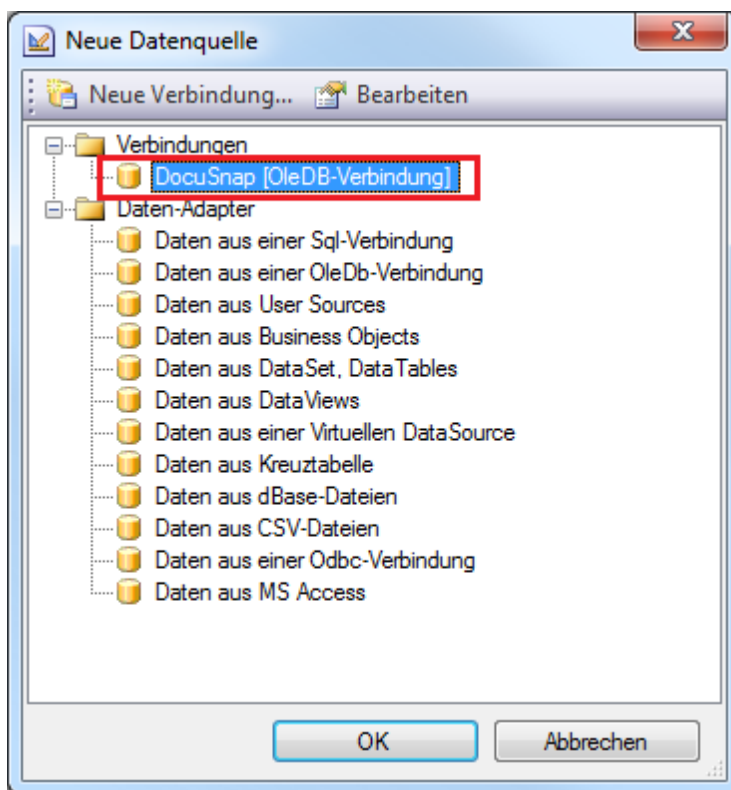 Neue Datenquelle
Neue Verbindung... Bearbeiten
Verbindungen
DocuSnap [OleDB-Verbindung]
Daten-Adapter
Daten aus einer Sql-Verbindung
Daten aus einer OleDb-Verbindung
Daten aus User Sources
Daten aus Business Objects
Daten aus DataSet, DataTables
Daten aus DataViews
Daten aus einer Virtuellen DataSource
Daten aus Kreuztabelle
Daten aus dBase-Dateien
Daten aus CSV-Dateien
Daten aus einer Odbc-Verbindung
Daten aus MS Access
OK Abbrechen